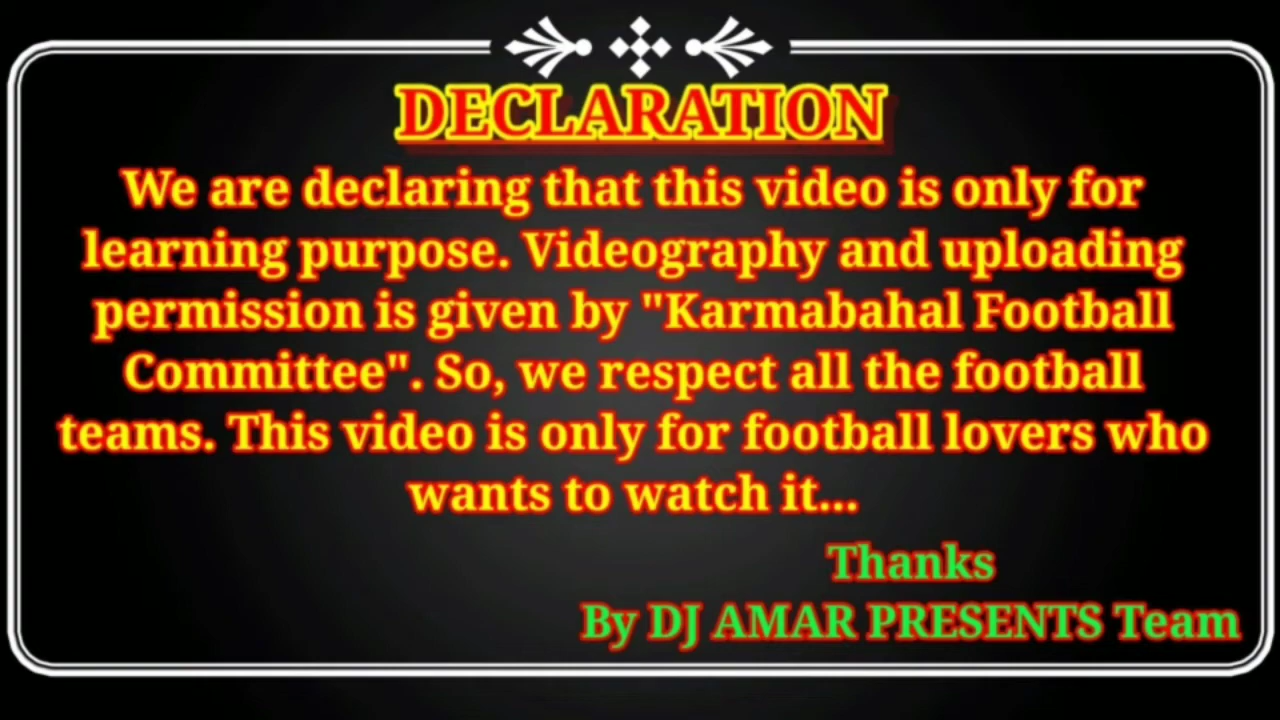 DECLARATION
We are declaring that this video is only for
learning purpose. Videography and uploading
permission is given by "Karmabahal Football
Committee". So, we respect all the football
teams. This video is only for football lovers who
wants to watch it...
Thanks
By DJ AMAR PRESENTS Team